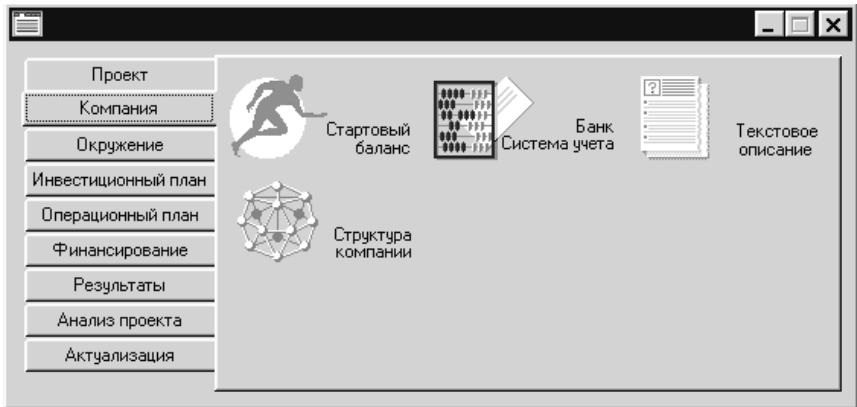 Проект
Компания
Окружение
Инвестиционный план
Операционный план
Финансирование
Результаты
Анализ проекта
Актуализация
Стартовый
баланс
Банк
Система учета
?
Текстовое
описание
Структура
компании